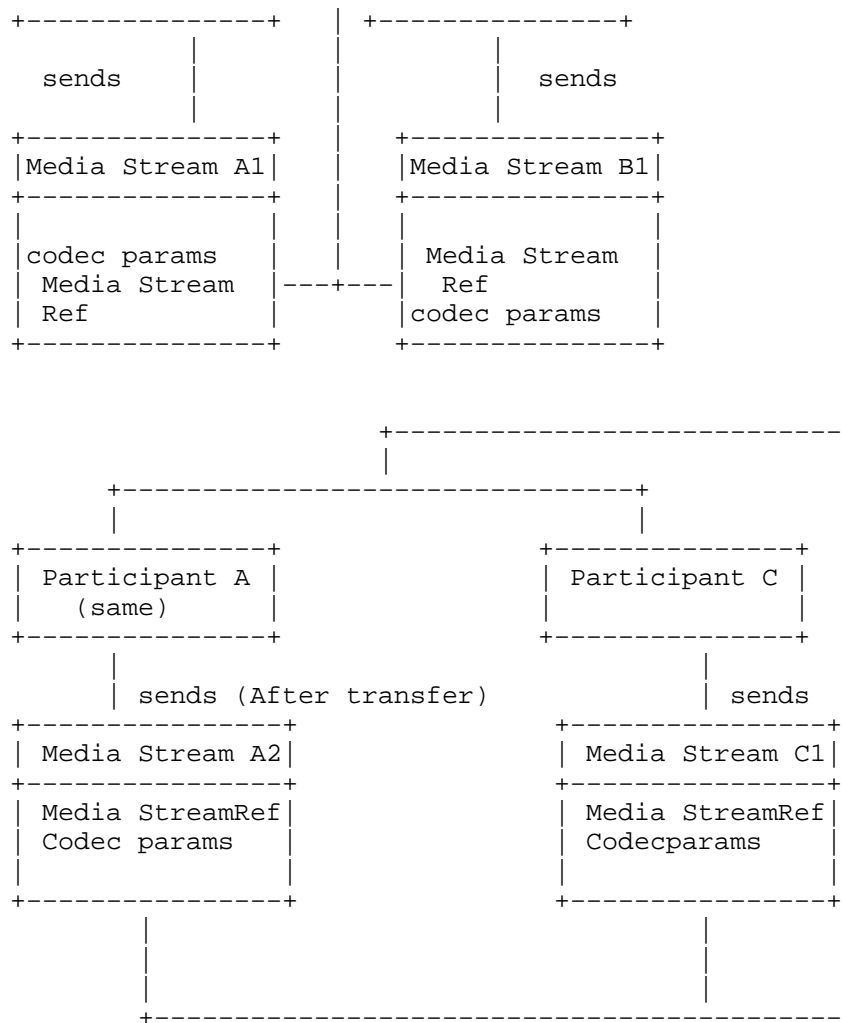 sends sends
Media Stream A1 Media Stream B1
codec params Media Stream
Media Stream Ref
Ref codec params
Participant A Participant C
(same)
sends (After transfer) sends
Media Stream A2 Media Stream C1
Media StreamRef Media StreamRef
Codec params Codecparams